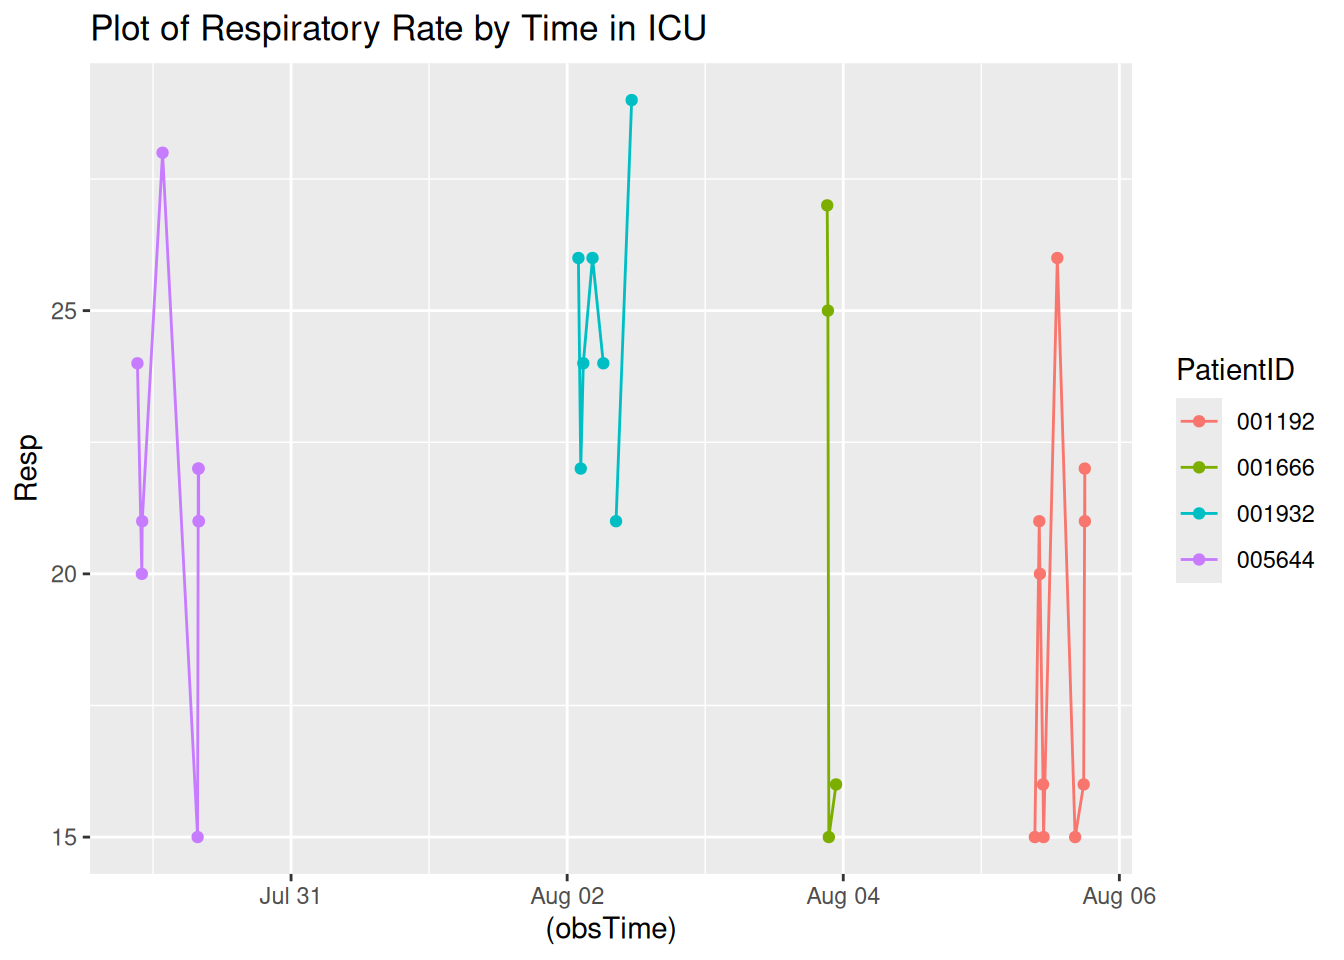 Plot of Respiratory Rate by Time in ICU
Resp
25
20
15
Jul 31
Aug 02
Aug 04
Aug 06
(obsTime)
PatientID
001192
001666
001932
005644